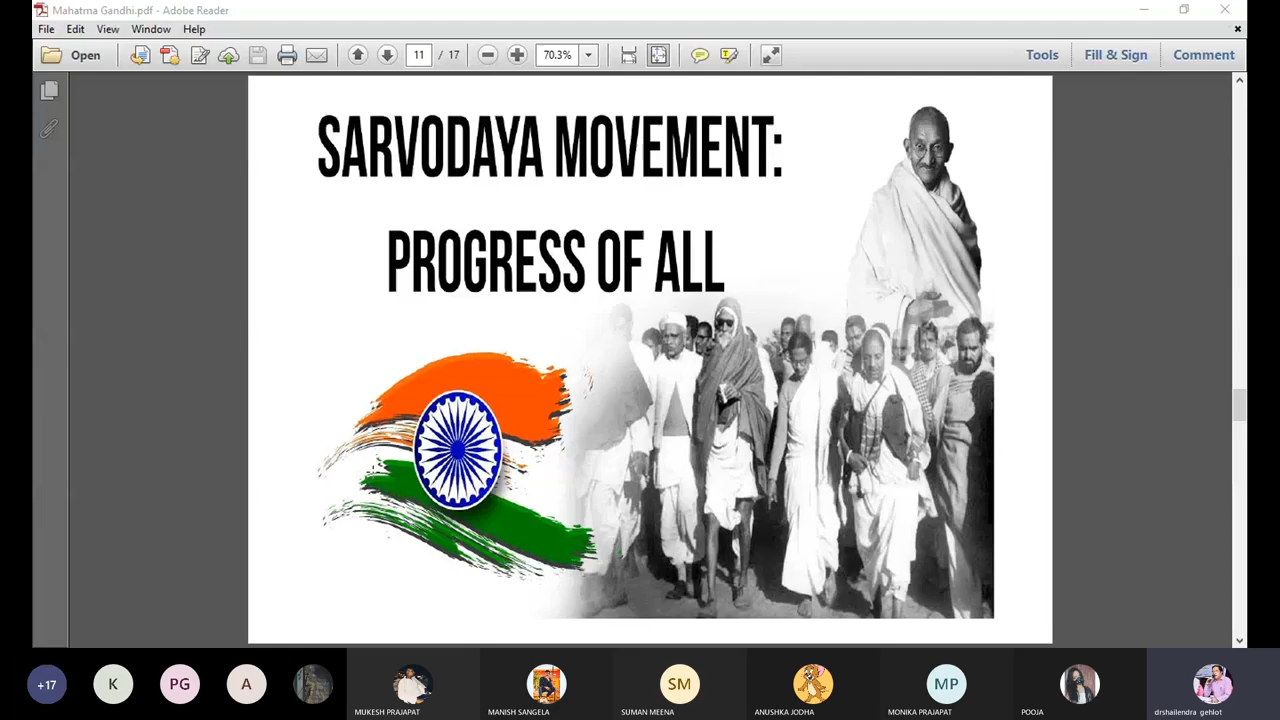 Mahatma Gandhi.pdf - Adobe Reader
File Edit View Window Help
Open 11 / 17 70.3% Tools Fill & Sign Comment
SARVODAYA MOVEMENT:
PROGRESS OF ALL
+17 K PG A SM MP
MUKESH PRAJAPAT MANISH SANGELA SUMAN MEENA ANUSHKA JODHA MONIKA PRAJAPAT POOJA drshailendra gehlot